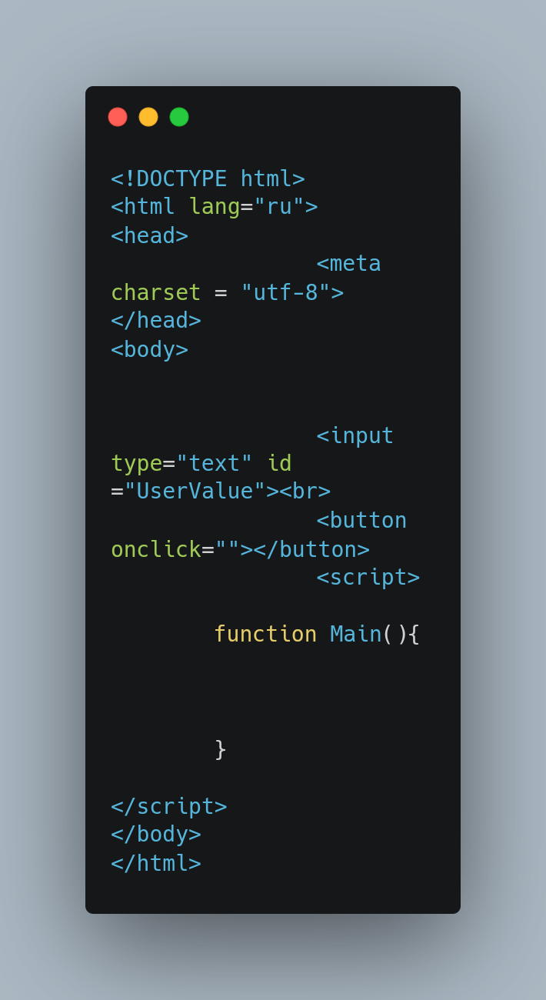 <!DOCTYPE html>
<html lang="ru">
<head>
<meta
charset = "utf-8">
</head>
<body>
<input
type="text" id
="UserValue"><br>
<button
onclick=""></button>
<script>
function Main(){
}
</script>
</body>
</html>